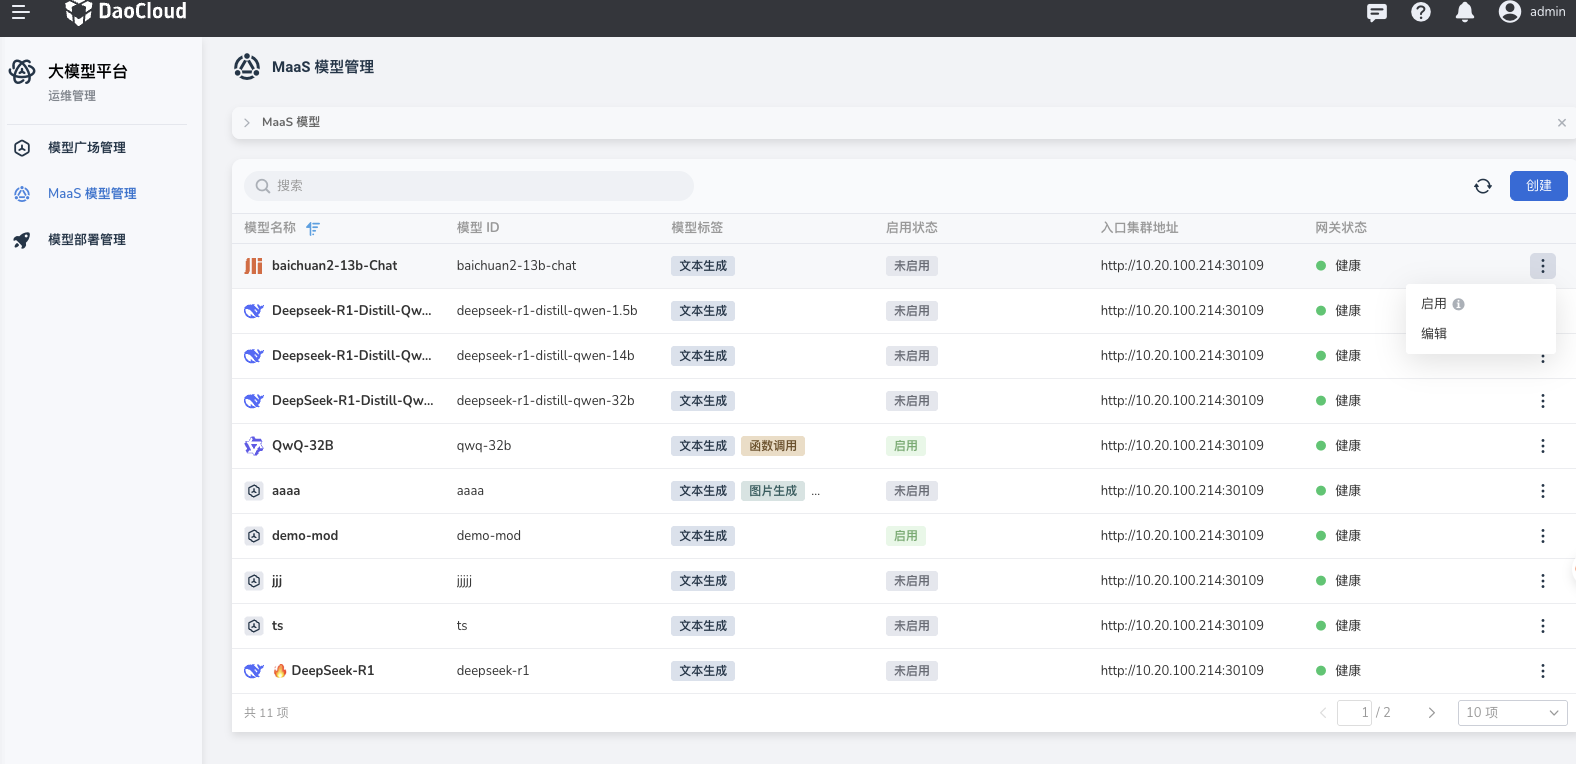 DaoCloud
admin
大模型平台
运维管理
模型广场管理
MaaS 模型管理
模型部署管理
MaaS 模型管理
MaaS 模型
搜索
创建
模型名称 模型 ID 模型标签 启用状态 入口集群地址 网关状态
baichuan2-13b-Chat baichuan2-13b-chat 文本生成 未启用 http://10.20.100.214:30109 健康
启用
编辑
Deepseek-R1-Distill-Qw... deepseek-r1-distill-qwen-1.5b 文本生成 未启用 http://10.20.100.214:30109 健康
Deepseek-R1-Distill-Qw... deepseek-r1-distill-qwen-14b 文本生成 未启用 http://10.20.100.214:30109 健康
DeepSeek-R1-Distill-Qw... deepseek-r1-distill-qwen-32b 文本生成 未启用 http://10.20.100.214:30109 健康
QwQ-32B qwq-32b 文本生成 函数调用 启用 http://10.20.100.214:30109 健康
aaaa aaaa 文本生成 图片生成 ... 未启用 http://10.20.100.214:30109 健康
demo-mod demo-mod 文本生成 启用 http://10.20.100.214:30109 健康
jjj jjjjj 文本生成 未启用 http://10.20.100.214:30109 健康
ts ts 文本生成 未启用 http://10.20.100.214:30109 健康
🔥 DeepSeek-R1 deepseek-r1 文本生成 未启用 http://10.20.100.214:30109 健康
共 11 项 1 / 2 10 项